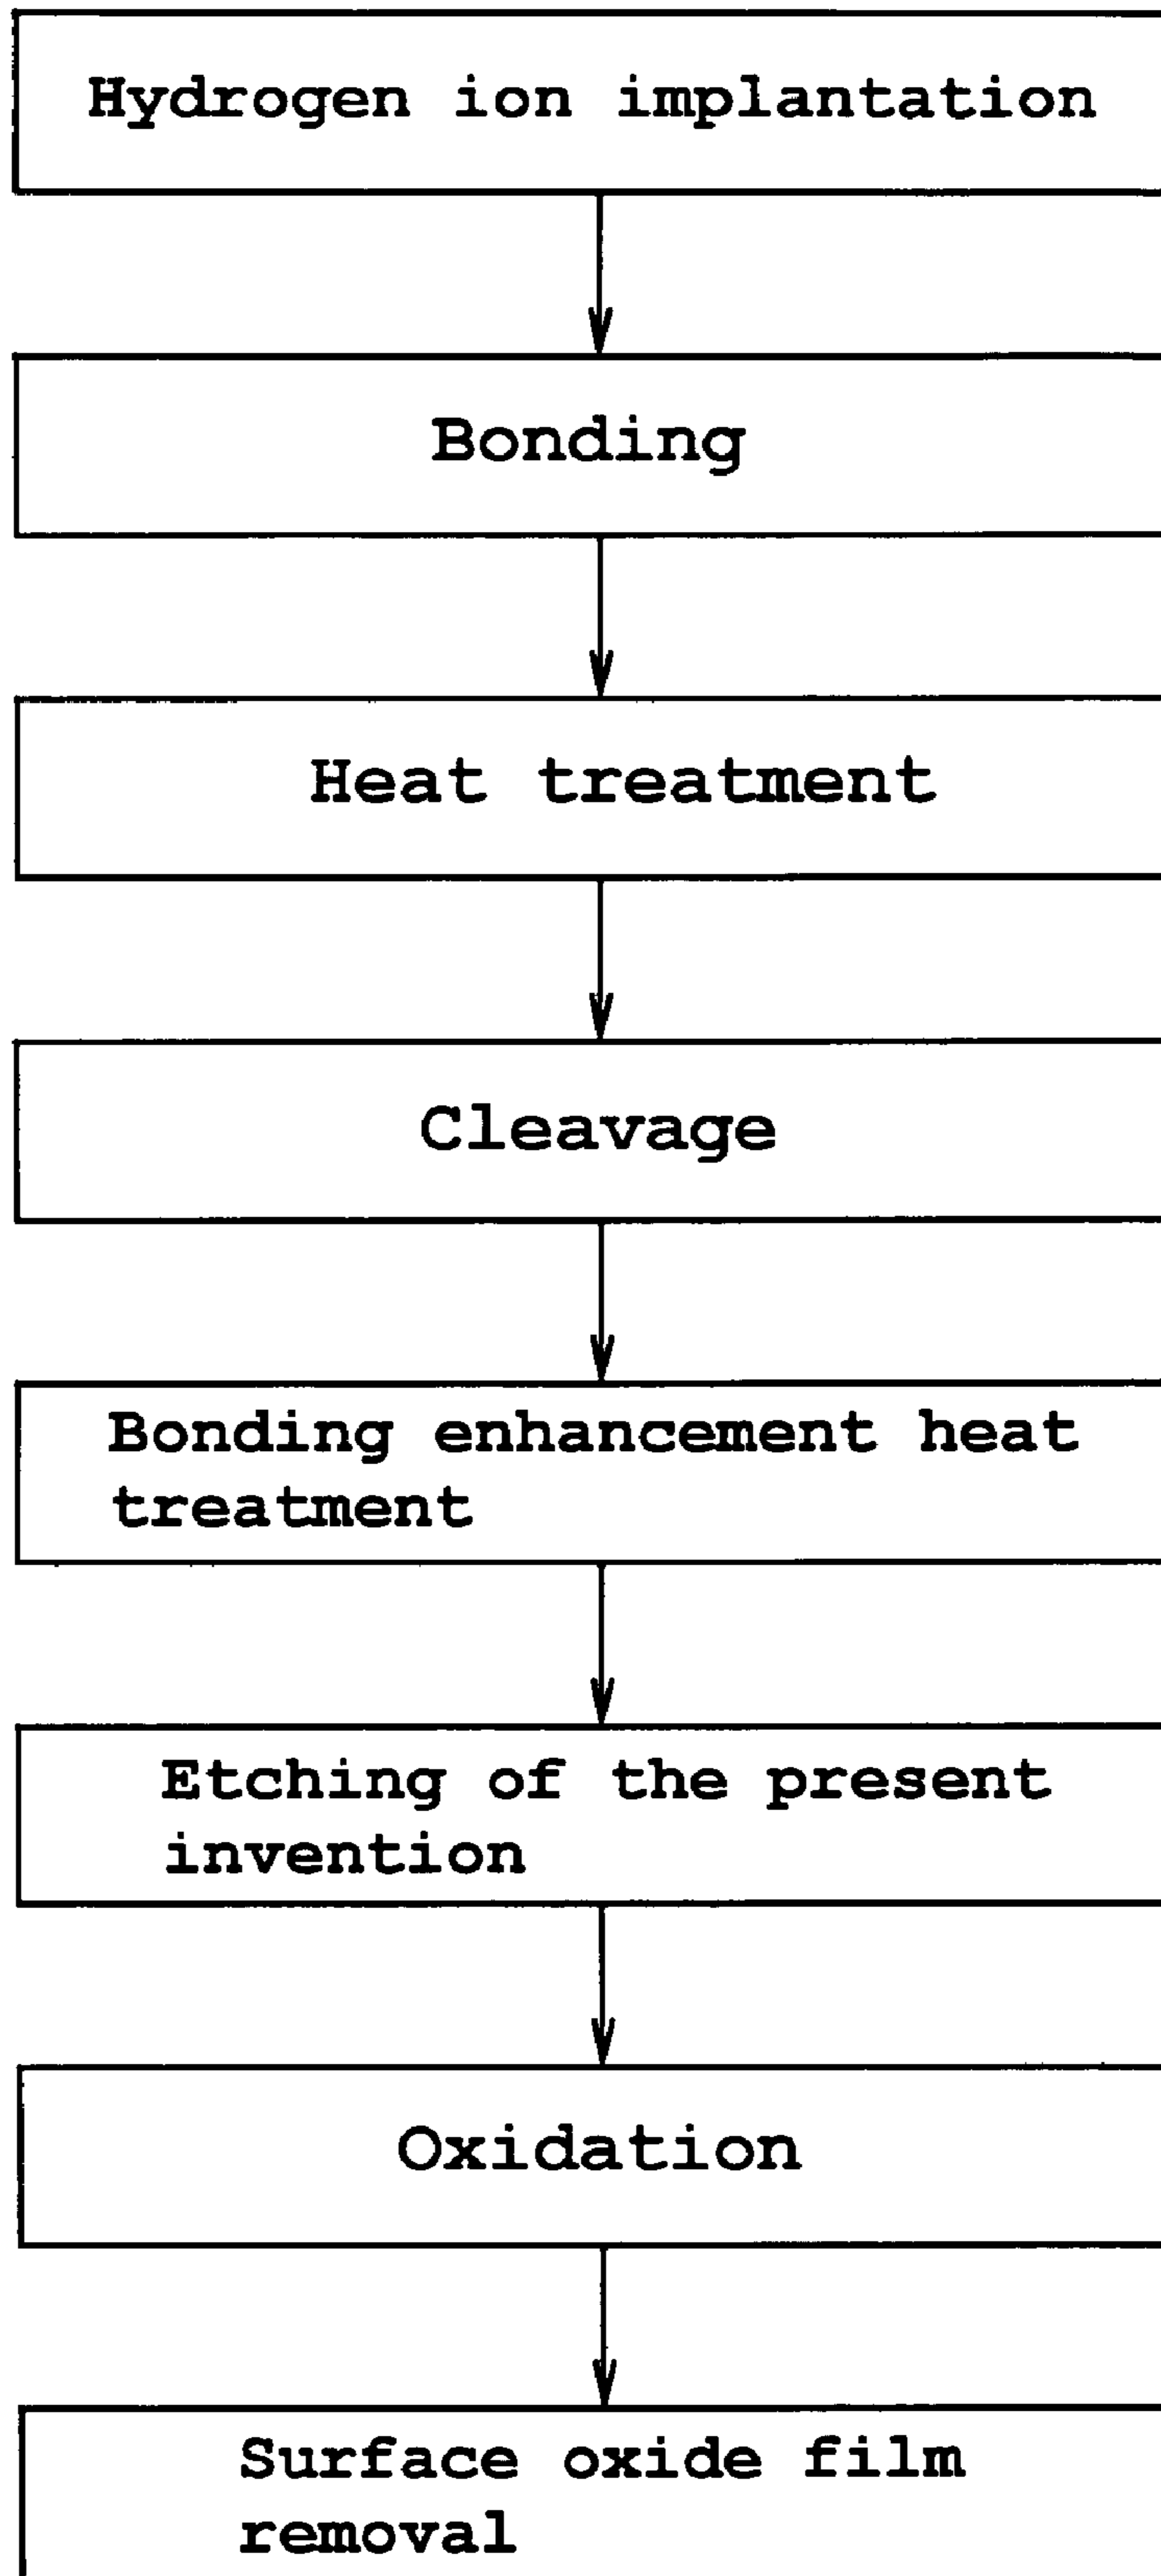 Hydrogen ion implantation
Bonding
Heat treatment
Cleavage
Bonding enhancement heat
treatment
Etching of the present
invention
Oxidation
Surface oxide film
removal